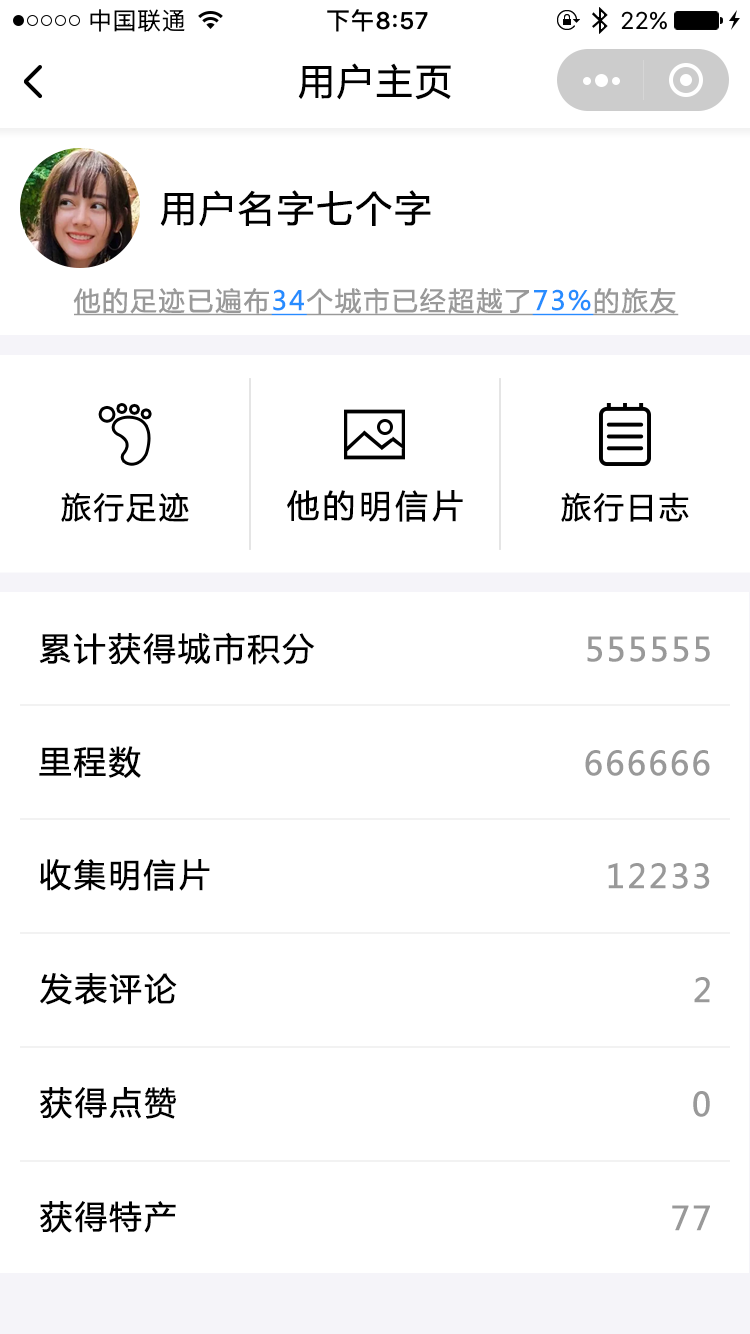 中国联通 下午8:57 22%
用户主页
用户名字七个字
他的足迹已遍布34个城市已经超越了73%的旅友
旅行足迹 他的明信片 旅行日志
累计获得城市积分 555555
里程数 666666
收集明信片 12233
发表评论 2
获得点赞 0
获得特产 77